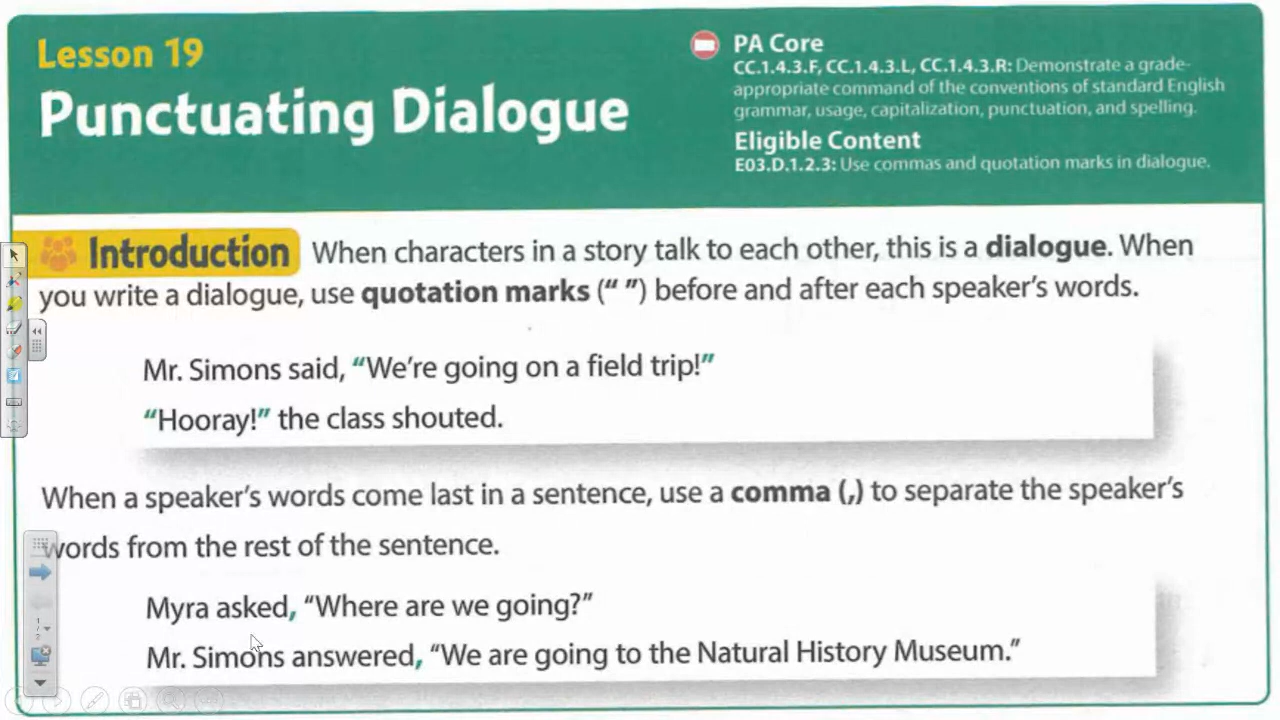 Lesson 19
Punctuating Dialogue
PA Core
CC.1.4.3.F, CC.1.4.3.L, CC.1.4.3.R: Demonstrate a grade-
appropriate command of the conventions of standard English
grammar, usage, capitalization, punctuation, and spelling.
Eligible Content
E03.D.1.2.3: Use commas and quotation marks in dialogue.
Introduction When characters in a story talk to each other, this is a dialogue. When
you write a dialogue, use quotation marks (“ ”) before and after each speaker’s words.
Mr. Simons said, “We’re going on a field trip!”
“Hooray!” the class shouted.
When a speaker’s words come last in a sentence, use a comma (,) to separate the speaker’s
words from the rest of the sentence.
Myra asked, “Where are we going?”
Mr. Simons answered, “We are going to the Natural History Museum.”